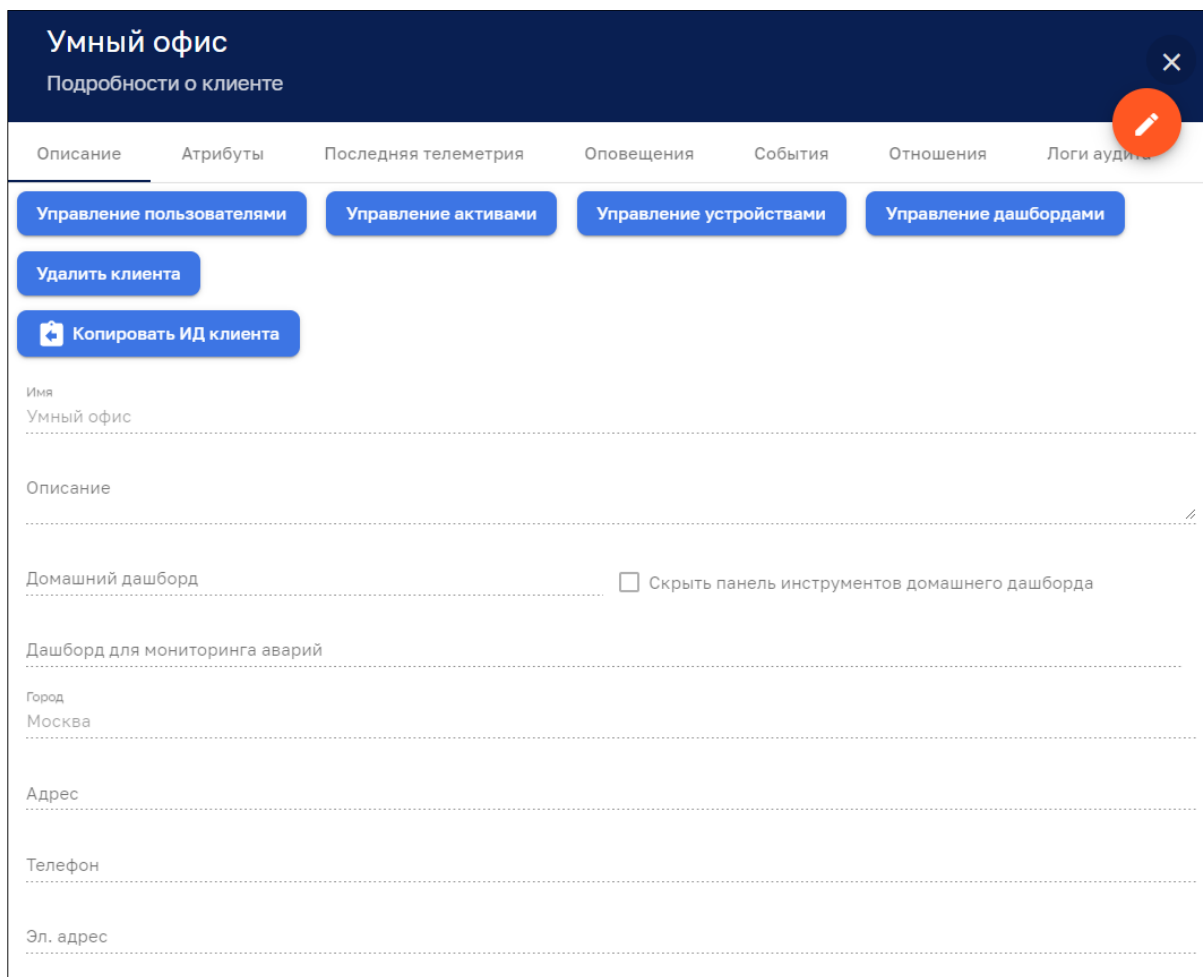 Умный офис
Подробности о клиенте
Описание Атрибуты Последняя телеметрия Оповещения События Отношения Логи аудита
Управление пользователями Управление активами Управление устройствами Управление дашбордами
Удалить клиента
Копировать ИД клиента
Имя
Умный офис
Описание
Домашний дашборд Скрыть панель инструментов домашнего дашборда
Дашборд для мониторинга аварий
Город
Москва
Адрес
Телефон
Эл. адрес